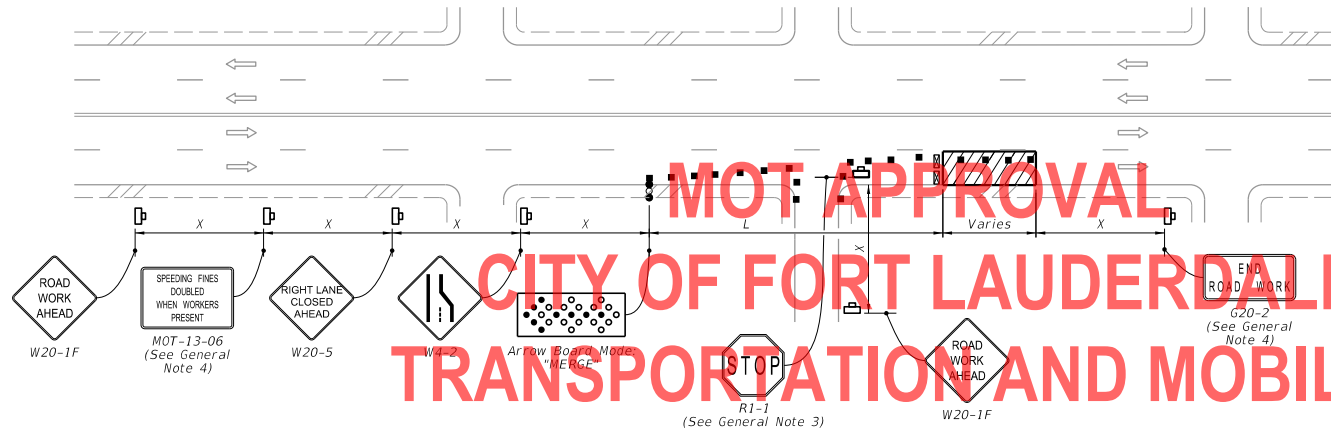 X
X
X
X
L
Varies
X
X
ROAD
WORK
AHEAD
W20-1F
SPEEDING FINES
DOUBLED
WHEN WORKERS
PRESENT
MOT-13-06
(See General
Note 4)
RIGHT LANE
CLOSED
AHEAD
W20-5
W4-2
Arrow Board Mode;
"MERGE"
STOP
R1-1
(See General Note 3)
ROAD
WORK
AHEAD
W20-1F
END
ROAD WORK
G20-2
(See General
Note 4)
MOT APPROVAL
CITY OF FORT LAUDERDAL
TRANSPORTATION AND MOBIL